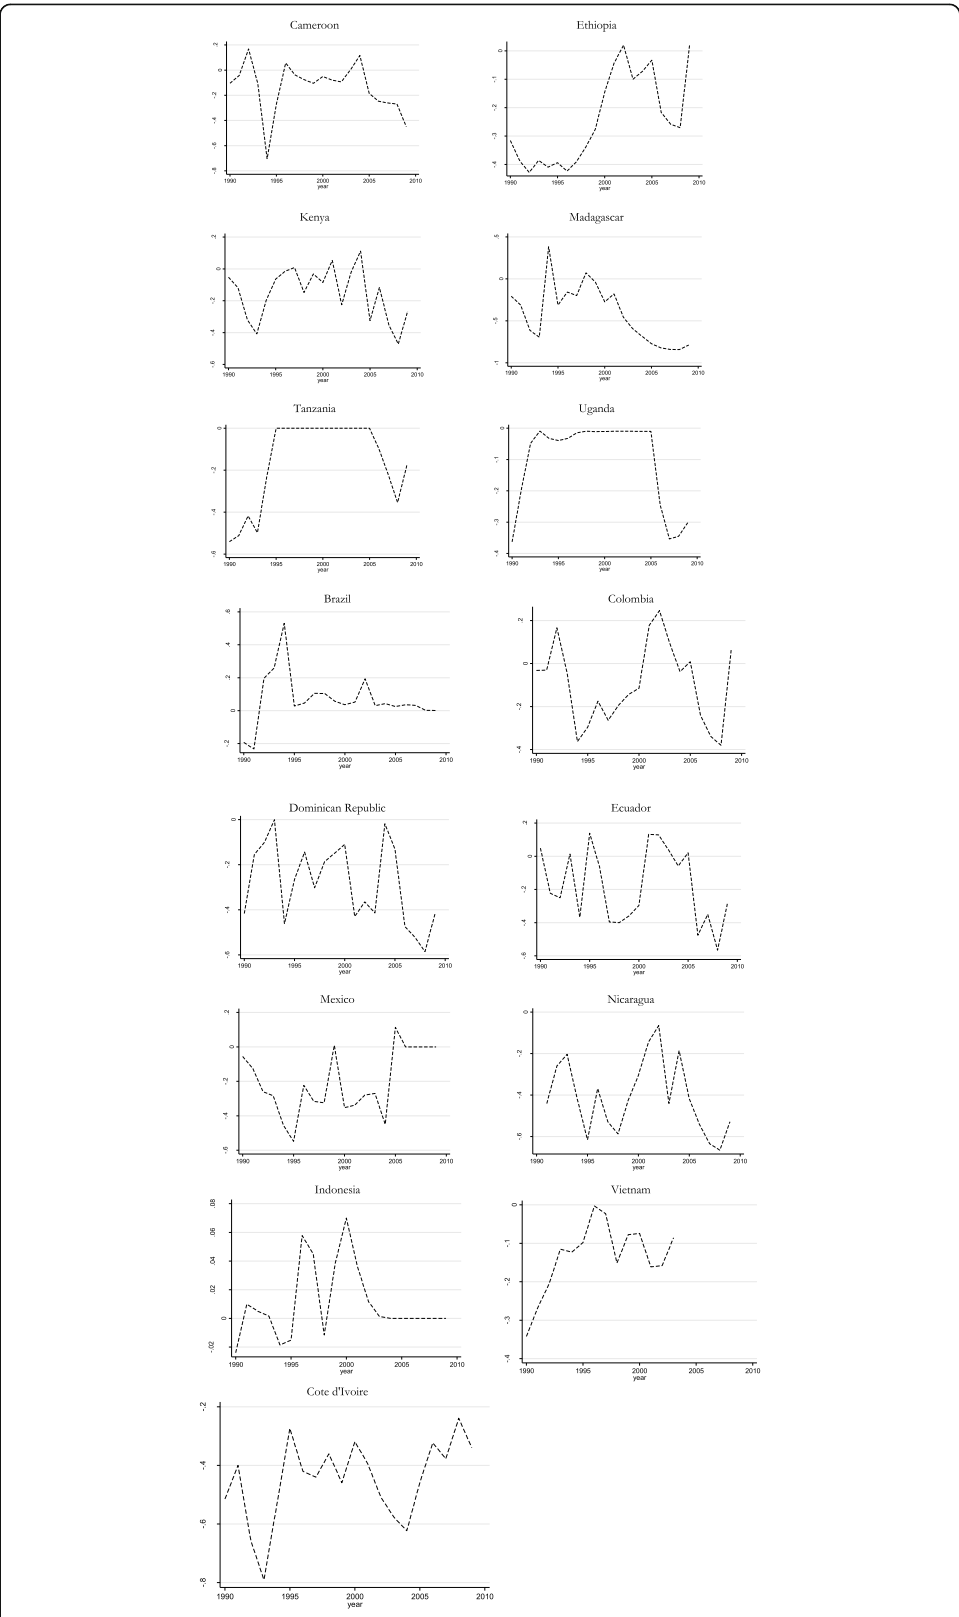 Cameroon
.2
0
-.2
-.4
-.6
-.8
1990 1995 2000 2005 2010
year
Ethiopia
0
-.1
-.2
-.3
-.4
1990 1995 2000 2005 2010
year
Kenya
.2
0
-.2
-.4
-.6
1990 1995 2000 2005 2010
year
Madagascar
.5
0
-.5
-1
1990 1995 2000 2005 2010
year
Tanzania
0
-.2
-.4
-.6
1990 1995 2000 2005 2010
year
Uganda
0
-.1
-.2
-.3
-.4
1990 1995 2000 2005 2010
year
Brazil
.6
.4
.2
0
-.2
1990 1995 2000 2005 2010
year
Colombia
.2
0
-.2
-.4
1990 1995 2000 2005 2010
year
Dominican Republic
0
-.2
-.4
-.6
1990 1995 2000 2005 2010
year
Ecuador
.2
0
-.2
-.4
-.6
1990 1995 2000 2005 2010
year
Mexico
.2
0
-.2
-.4
-.6
1990 1995 2000 2005 2010
year
Nicaragua
0
-.2
-.4
-.6
1990 1995 2000 2005 2010
year
Indonesia
.08
.06
.04
.02
0
-.02
1990 1995 2000 2005 2010
year
Vietnam
0
-.1
-.2
-.3
-.4
1990 1995 2000 2005 2010
year
Cote d'Ivoire
-.2
-.4
-.6
-.8
1990 1995 2000 2005 2010
year